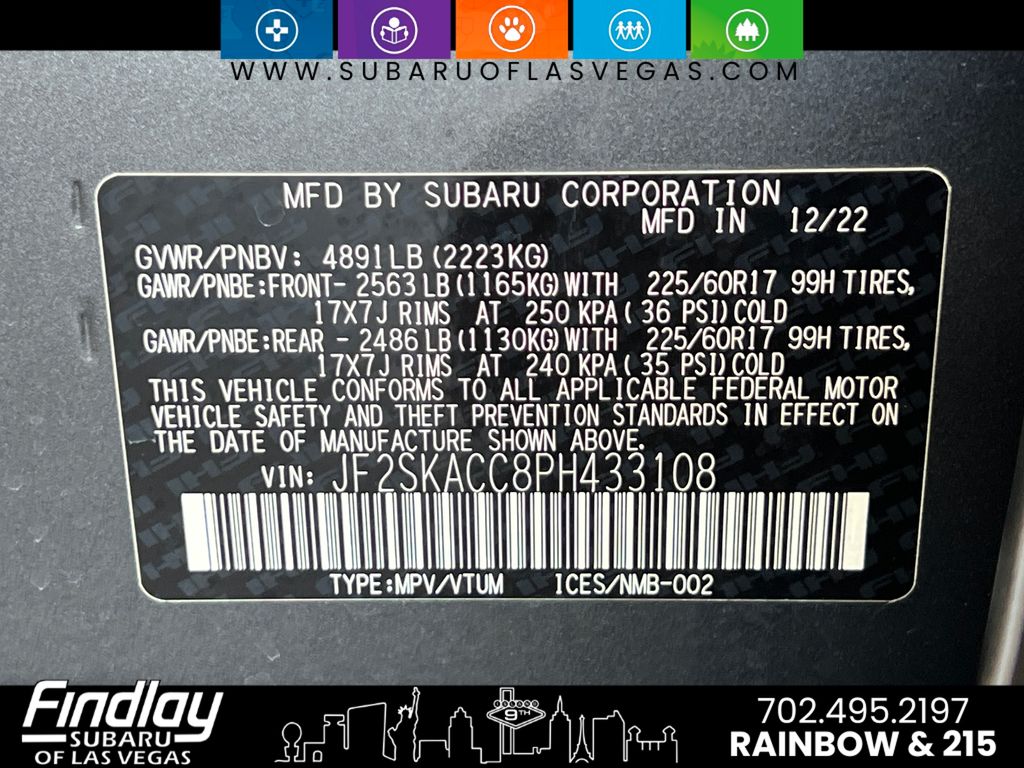 WWW.SUBARUOFLASVEGAS.COM
MFD BY SUBARU CORPORATION
MFD IN 12/22
GVWR/PNBV: 4891LB(2223KG)
GAWR/PNBE:FRONT- 2563LB(1165KG)WITH 225/60R17 99H TIRES,
17X7J RIMS AT 250 KPA( 36 PSI)COLD
GAWR/PNBE:REAR - 2486LB(1130KG)WITH 225/60R17 99H TIRES,
17X7J RIMS AT 240 KPA( 35 PSI)COLD
THIS VEHICLE CONFORMS TO ALL APPLICABLE FEDERAL MOTOR
VEHICLE SAFETY AND THEFT PREVENTION STANDARDS IN EFFECT ON
THE DATE OF MANUFACTURE SHOWN ABOVE.
VIN: JF2SKACC8PH433108
TYPE:MPV/VTUM ICES/NMB-002
Findlay
SUBARU
OF LAS VEGAS
9TH
702.495.2197
RAINBOW & 215